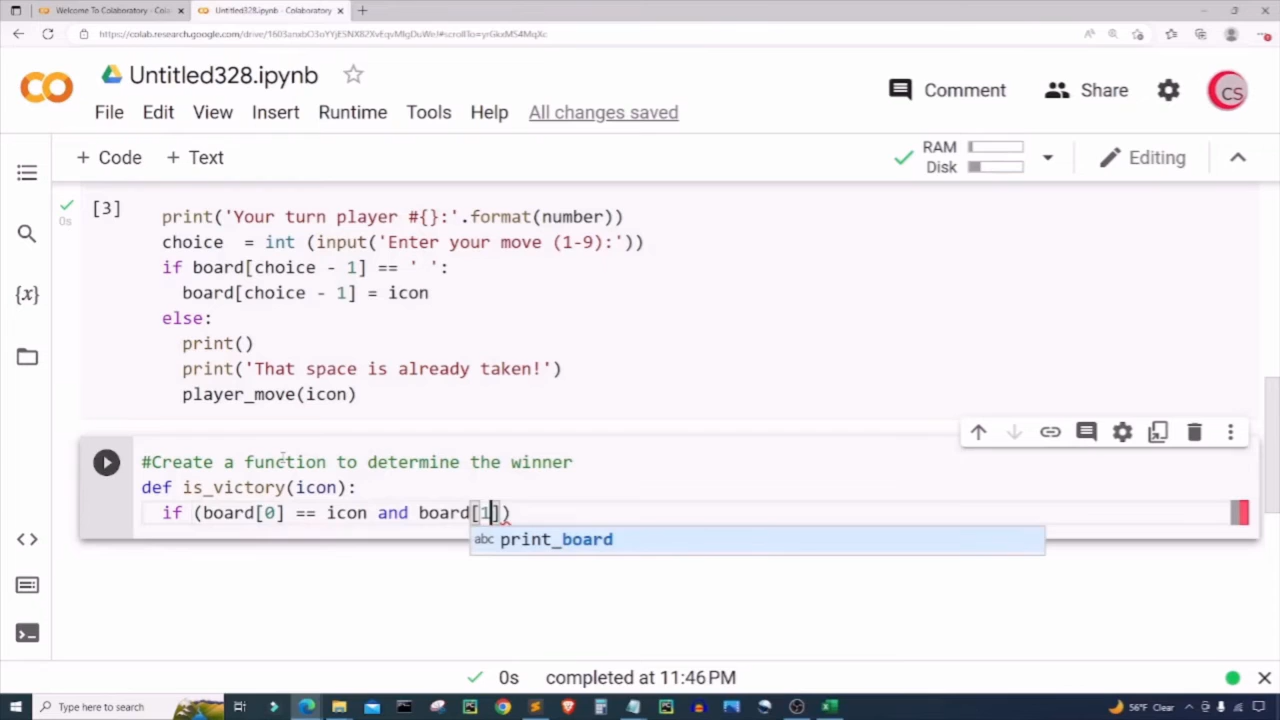 Welcome To Colaboratory - Cola
Untitled328.ipynb - Colaboratory
Untitled328.ipynb
CS
Comment
Share
File Edit View Insert Runtime Tools Help All changes saved
+ Code + Text
RAM
Disk
Editing
[3]
0s
print('Your turn player #{}:'.format(number))
choice  = int (input('Enter your move (1-9):'))
if board[choice - 1] == ' ':
board[choice - 1] = icon
else:
print()
print('That space is already taken!')
player_move(icon)
{x}
#Create a function to determine the winner
def is_victory(icon):
if (board[0] == icon and board[1])
abc print_board
0s completed at 11:46 PM
Type here to search
56°F Clear